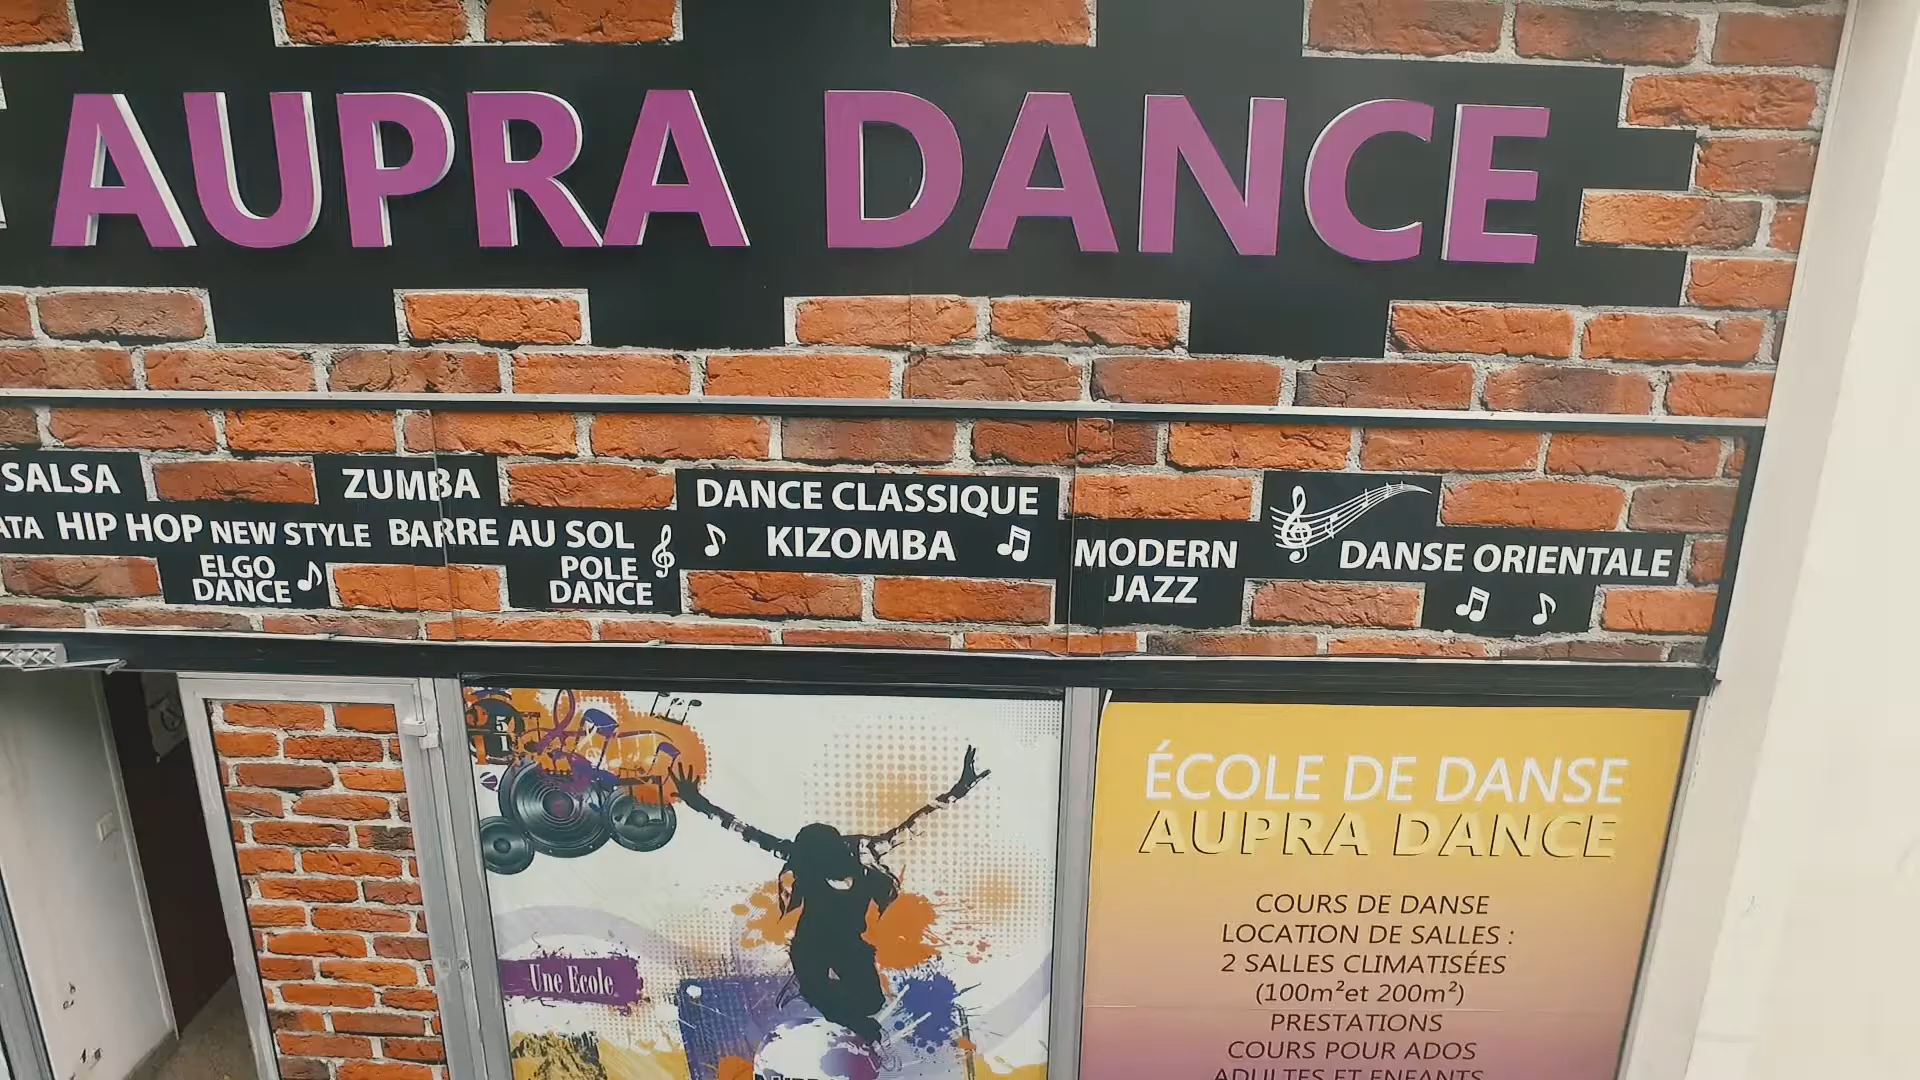 AUPRA DANCE
SALSA
ZUMBA
DANCE CLASSIQUE
ATA HIP HOP NEW STYLE BARRE AU SOL
KIZOMBA
ELGO
DANCE
POLE
DANCE
MODERN
JAZZ
DANSE ORIENTALE
ÉCOLE DE DANSE
AUPRA DANCE
COURS DE DANSE
LOCATION DE SALLES :
2 SALLES CLIMATISÉES
(100m²et 200m²)
PRESTATIONS
COURS POUR ADOS
ADULTES ET ENFANTS
Une Ecole